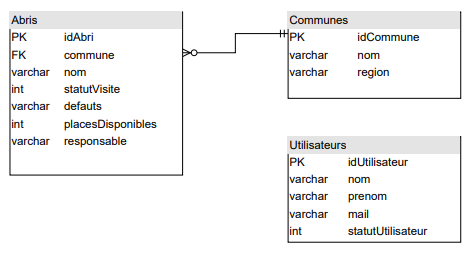 Abris
PK idAbri
FK commune
varchar nom
int statutVisite
varchar defauts
int placesDisponibles
varchar responsable
Communes
PK idCommune
varchar nom
varchar region
Utilisateurs
PK idUtilisateur
varchar nom
varchar prenom
varchar mail
int statutUtilisateur